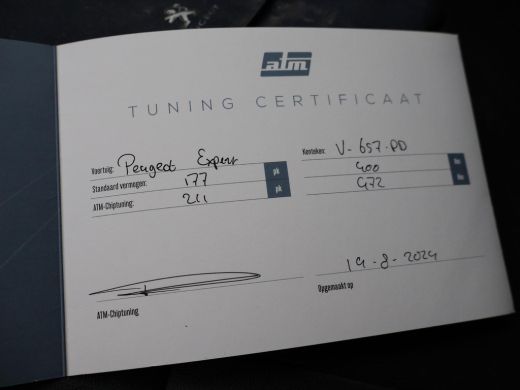 atm
TUNING CERTIFICAAT
Voertuig: Peugeot Expert
Kenteken: V-657-PD
Standaard vermogen: 177 pk
400 Nm
ATM-Chiptuning: 211 pk
472 Nm
19-8-2024
ATM-Chiptuning
Opgemaakt op